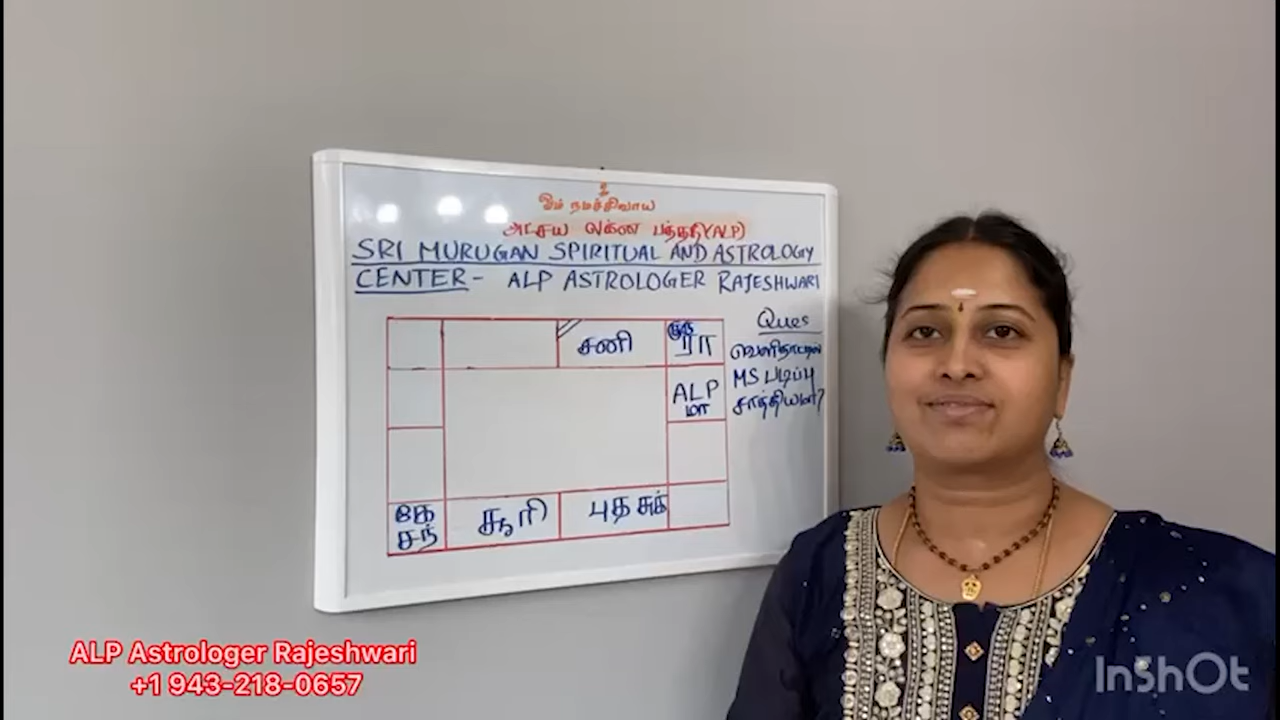 உ
ஓம் நமச்சிவாய
அட்சய லக்ன பத்ததி(ALP)
SRI MURUGAN SPIRITUAL AND ASTROLOGY
CENTER- ALP ASTROLOGER RAJESHWARI
Ques
வெளிநாட்டில்
MS படிப்பு
சாத்தியமா?
சனி
குரு
ரா
ALP
மா
கே
சந்
சூரி
புத சுக்
ALP Astrologer Rajeshwari
+1 943-218-0657
InShOt